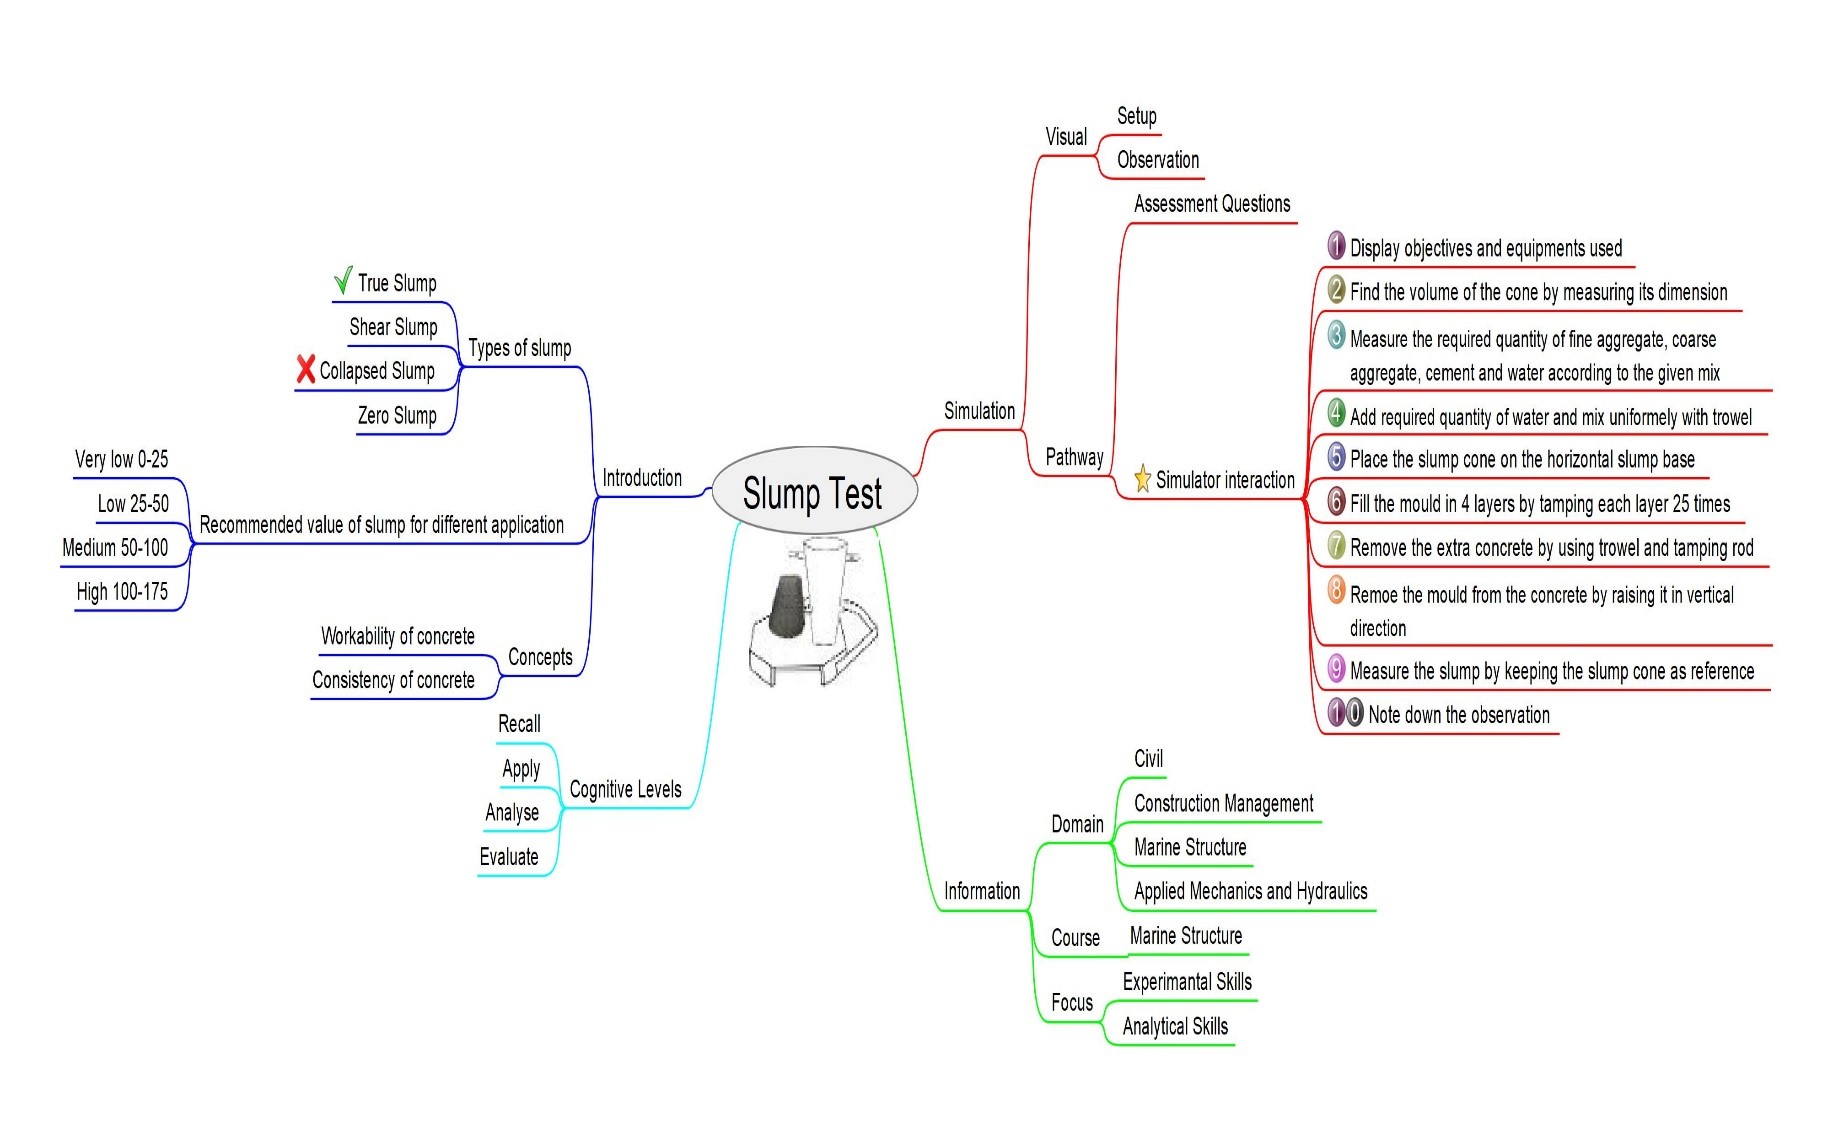 Slump Test
Introduction
Types of slump
True Slump
Shear Slump
Collapsed Slump
Zero Slump
Recommended value of slump for different application
Very low 0-25
Low 25-50
Medium 50-100
High 100-175
Concepts
Workability of concrete
Consistency of concrete
Cognitive Levels
Recall
Apply
Analyse
Evaluate
Simulation
Visual
Setup
Observation
Pathway
Assessment Questions
Simulator interaction
1 Display objectives and equipments used
2 Find the volume of the cone by measuring its dimension
3 Measure the required quantity of fine aggregate, coarse
aggregate, cement and water according to the given mix
4 Add required quantity of water and mix uniformely with trowel
5 Place the slump cone on the horizontal slump base
6 Fill the mould in 4 layers by tamping each layer 25 times
7 Remove the extra concrete by using trowel and tamping rod
8 Remoe the mould from the concrete by raising it in vertical
direction
9 Measure the slump by keeping the slump cone as reference
10 Note down the observation
Information
Domain
Civil
Construction Management
Marine Structure
Applied Mechanics and Hydraulics
Course
Marine Structure
Focus
Experimantal Skills
Analytical Skills